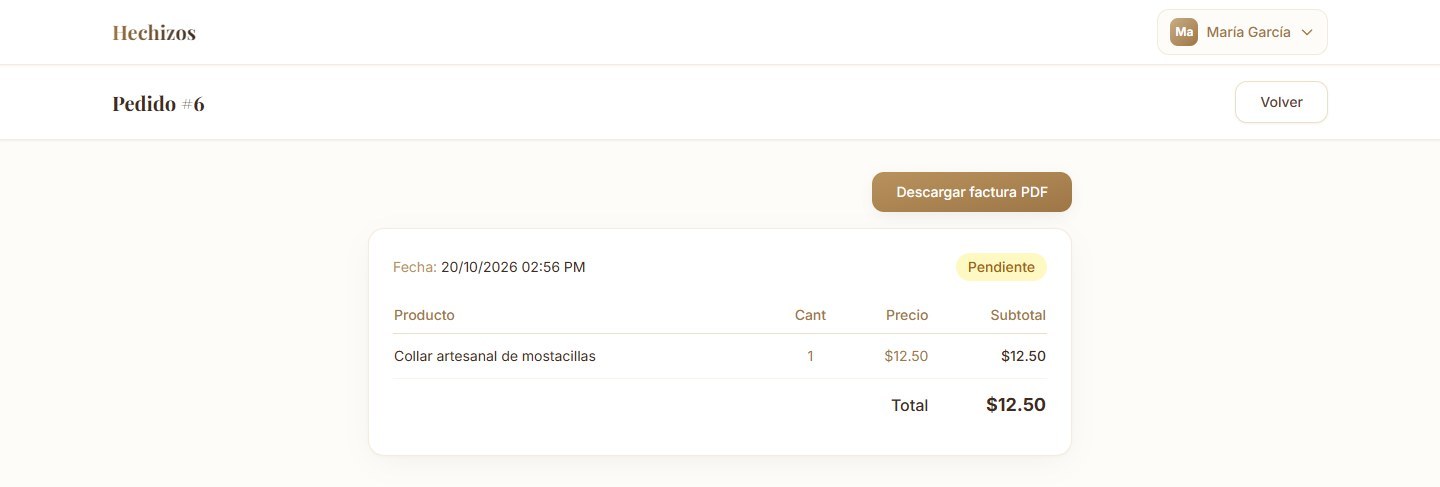 Hechizos
Ma María García
Pedido #6
Volver
Descargar factura PDF
Fecha: 20/10/2026 02:56 PM
Pendiente
Producto Cant Precio Subtotal
Collar artesanal de mostacillas 1 $12.50 $12.50
Total $12.50